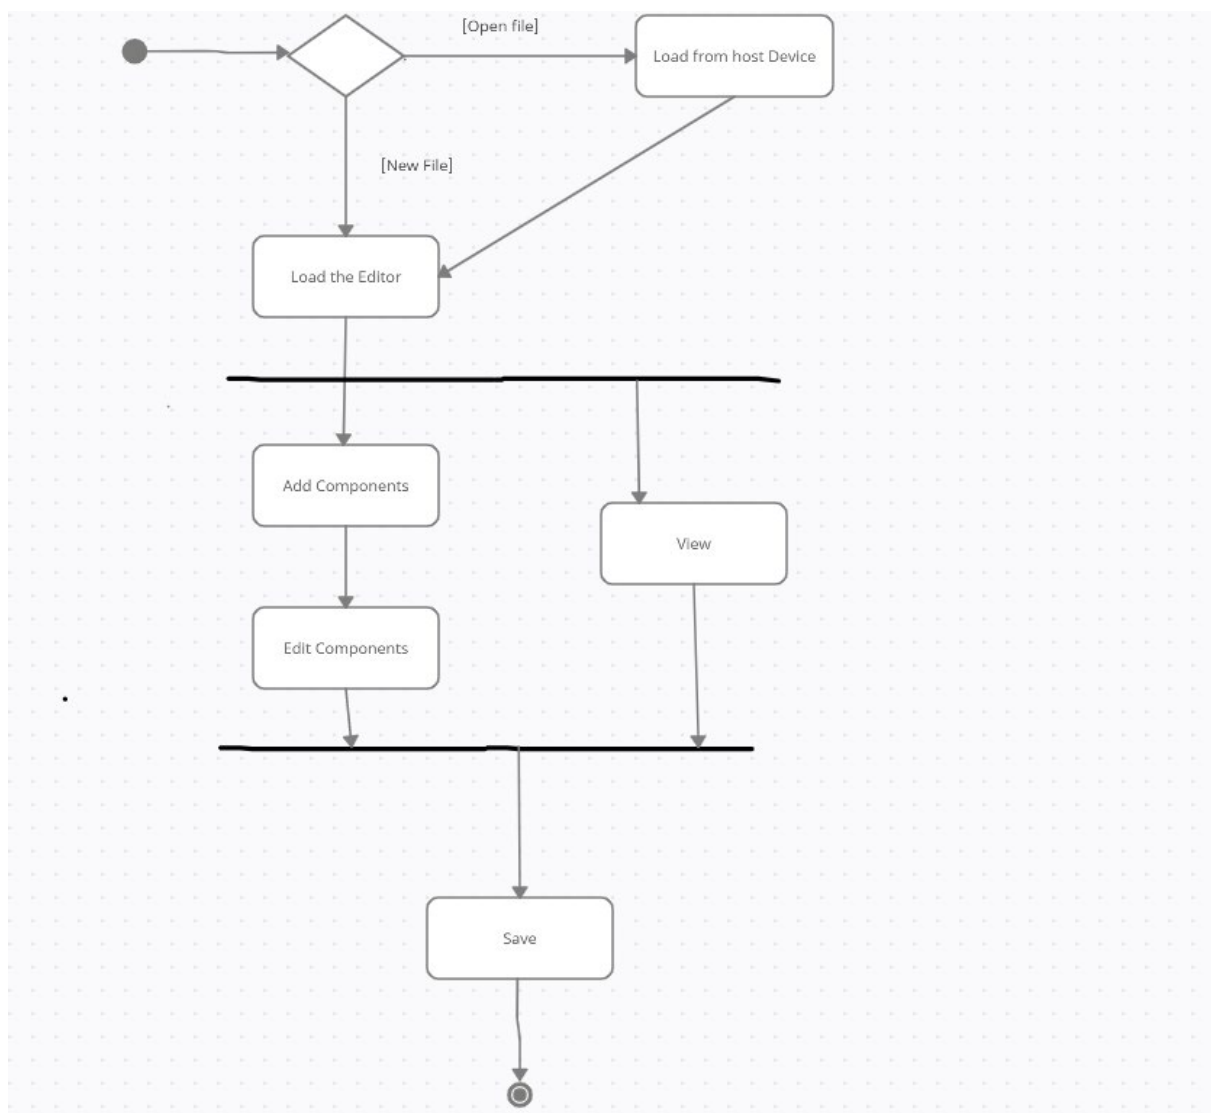 [Open file]
Load from host Device
[New File]
Load the Editor
Add Components
View
Edit Components
Save